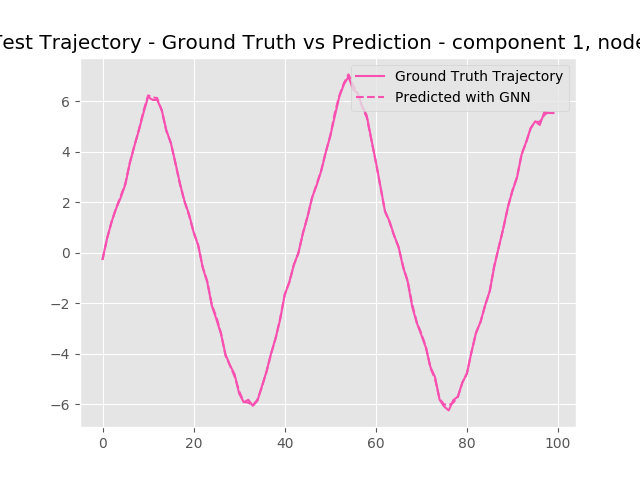 Test Trajectory - Ground Truth vs Prediction - component 1, node
Ground Truth Trajectory
Predicted with GNN
6
4
2
0
−2
−4
−6
0 20 40 60 80 100